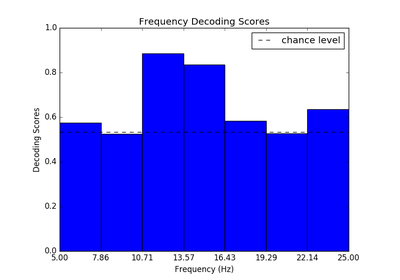 Frequency Decoding Scores
chance level
1.0
0.8
0.6
0.4
0.2
0.0
Decoding Scores
5.00 7.86 10.71 13.57 16.43 19.29 22.14 25.00
Frequency (Hz)